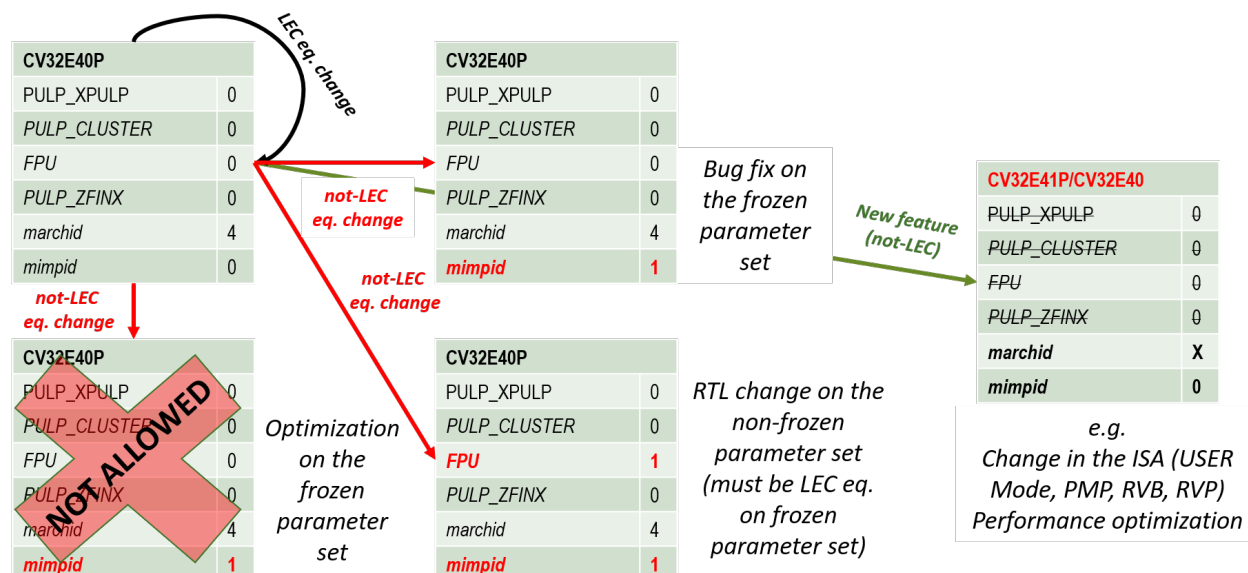 LEC eq. change
CV32E40P
PULP_XPULP 0
PULP_CLUSTER 0
FPU 0
PULP_ZFINX 0
marchid 4
mimpid 0
not-LEC
eq. change
CV32E40P
PULP_XPULP 0
PULP_CLUSTER 0
FPU 0
PULP_ZFINX 0
marchid 4
mimpid 1
Bug fix on
the frozen
parameter
set
New feature
(not-LEC)
CV32E41P/CV32E40
PULP_XPULP 0
PULP_CLUSTER 0
FPU 0
PULP_ZFINX 0
marchid X
mimpid 0
e.g.
Change in the ISA (USER
Mode, PMP, RVB, RVP)
Performance optimization
not-LEC
eq. change
not-LEC
eq. change
CV32E40P
PULP_XPULP 0
PULP_CLUSTER 0
FPU 0
PULP_ZFINX 0
marchid 4
mimpid 1
NOT ALLOWED
Optimization
on the
frozen
parameter
set
CV32E40P
PULP_XPULP 0
PULP_CLUSTER 0
FPU 1
PULP_ZFINX 0
marchid 4
mimpid 1
RTL change on the
non-frozen
parameter set
(must be LEC eq.
on frozen
parameter set)